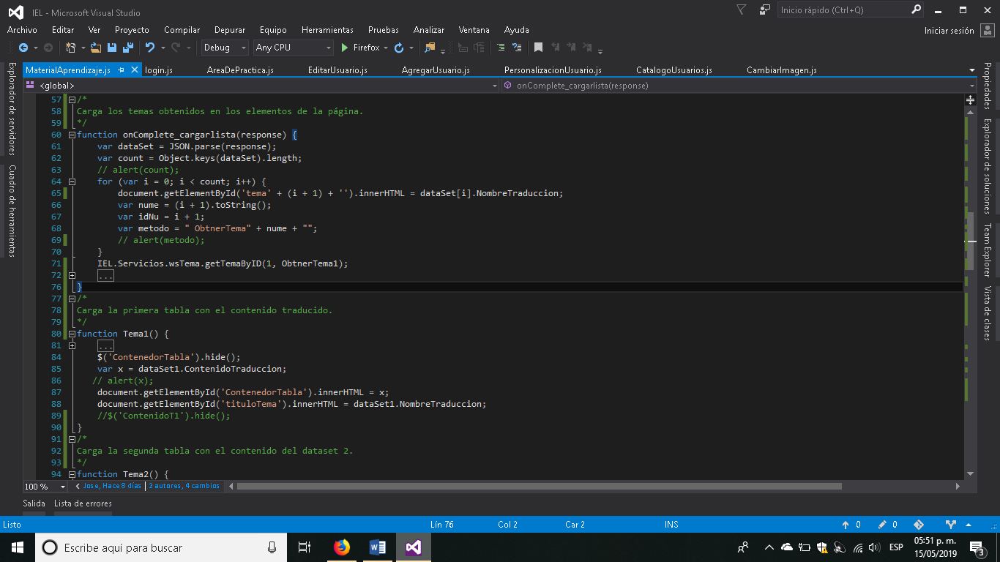 IEL - Microsoft Visual Studio
Inicio rápido (Ctrl+Q)
Archivo Editar Ver Proyecto Compilar Depurar Equipo Herramientas Pruebas Analizar Ventana Ayuda
Iniciar sesión
Debug Any CPU Firefox
MaterialAprendizaje.js login.js AreaDePractica.js EditarUsuario.js AgregarUsuario.js PersonalizacionUsuario.js CatalogoUsuarios.js CambiarImagen.js
<global> onComplete_cargarlista(response)
Explorador de servidores
Cuadro de herramientas
57 /*
58 Carga los temas obtenidos en los elementos de la página.
59 */
60 function onComplete_cargarlista(response) {
61 var dataSet = JSON.parse(response);
62 var count = Object.keys(dataSet).length;
63 // alert(count);
64 for (var i = 0; i < count; i++) {
65 document.getElementById('tema' + (i + 1) + '').innerHTML = dataSet[i].NombreTraduccion;
66 var nume = (i + 1).toString();
67 var idNu = i + 1;
68 var metodo = " ObtnerTema" + nume + "";
69 // alert(metodo);
70 }
71 IEL.Servicios.wsTema.getTemaByID(1, ObtnerTema1);
72 ...
76 }
77 /*
78 Carga la primera tabla con el contenido traducido.
79 */
80 function Tema1() {
81 ...
84 $('ContenedorTabla').hide();
85 var x = dataSet1.ContenidoTraduccion;
86 // alert(x);
87 document.getElementById('ContenedorTabla').innerHTML = x;
88 document.getElementById('tituloTema').innerHTML = dataSet1.NombreTraduccion;
89 //$('ContenidoT1').hide();
90 }
91 /*
92 Carga la segunda tabla con el contenido del dataset 2.
93 */
94 function Tema2() {
Propiedades
Explorador de soluciones
Team Explorer
Vista de clases
100 % Jose, Hace 8 días | 2 autores, 4 cambios
Salida Lista de errores
Listo Lín 76 Col 2 Car 2 INS 0 0
Escribe aquí para buscar
ESP
05:51 p. m.
15/05/2019
3